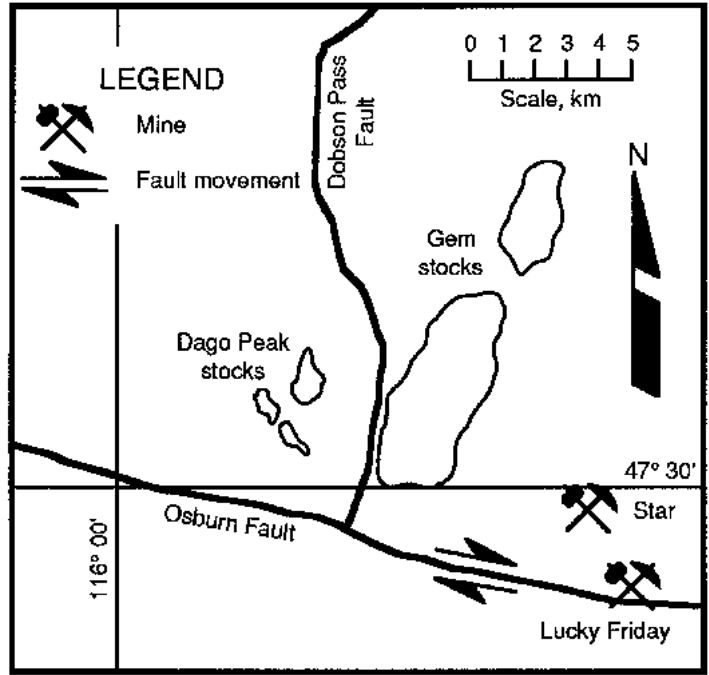 LEGEND
Mine
Fault movement
Dobson Pass
Fault
0 1 2 3 4 5
Scale, km
N
Gem
stocks
Dago Peak
stocks
47° 30'
Star
Osburn Fault
116° 00'
Lucky Friday